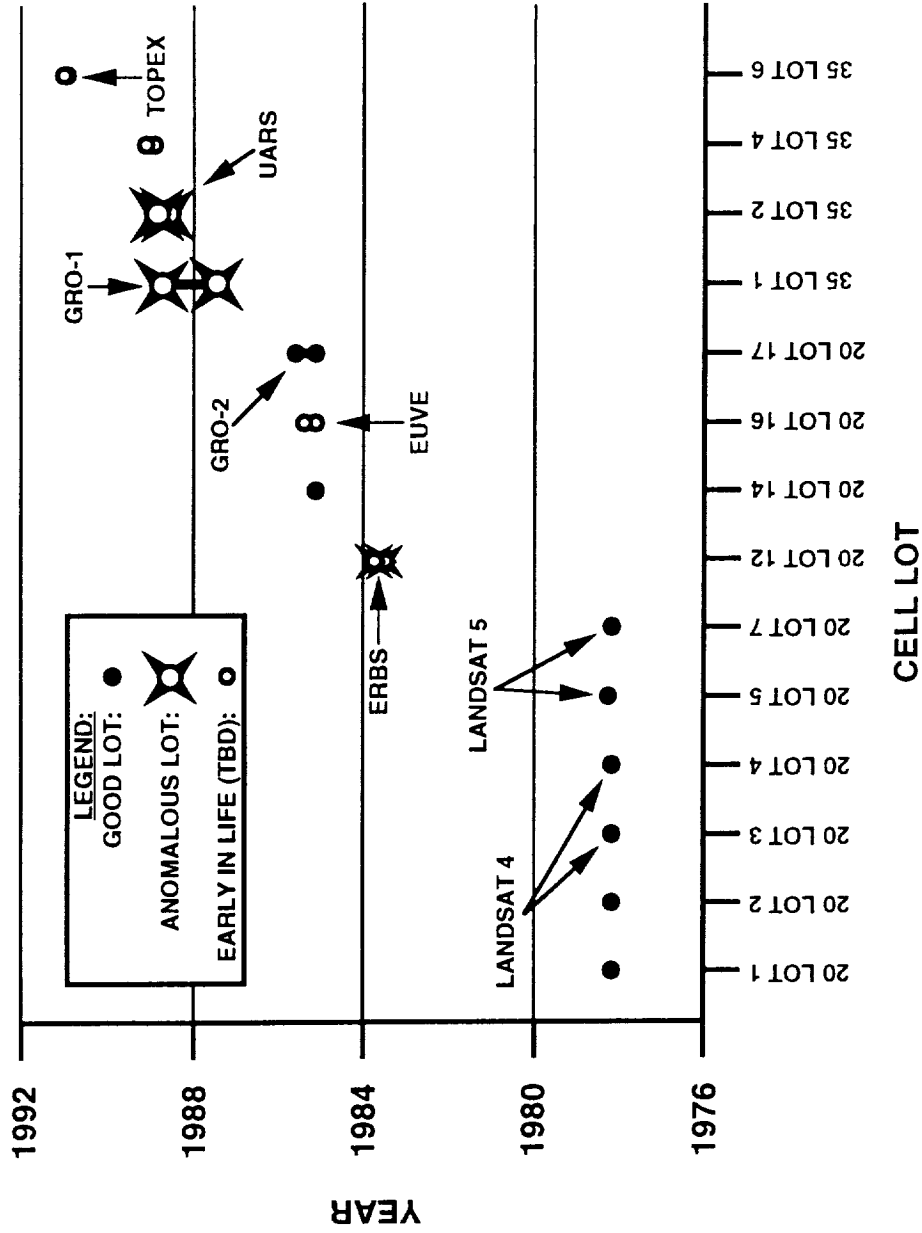 LEGEND:
GOOD LOT:
ANOMALOUS LOT:
EARLY IN LIFE (TBD):
1992
1988
1984
1980
1976
YEAR
LANDSAT 4
LANDSAT 5
ERBS
EUVE
GRO-2
GRO-1
UARS
TOPEX
20 LOT 1
20 LOT 2
20 LOT 3
20 LOT 4
20 LOT 5
20 LOT 7
20 LOT 12
20 LOT 14
20 LOT 16
20 LOT 17
35 LOT 1
35 LOT 2
35 LOT 4
35 LOT 6
CELL LOT